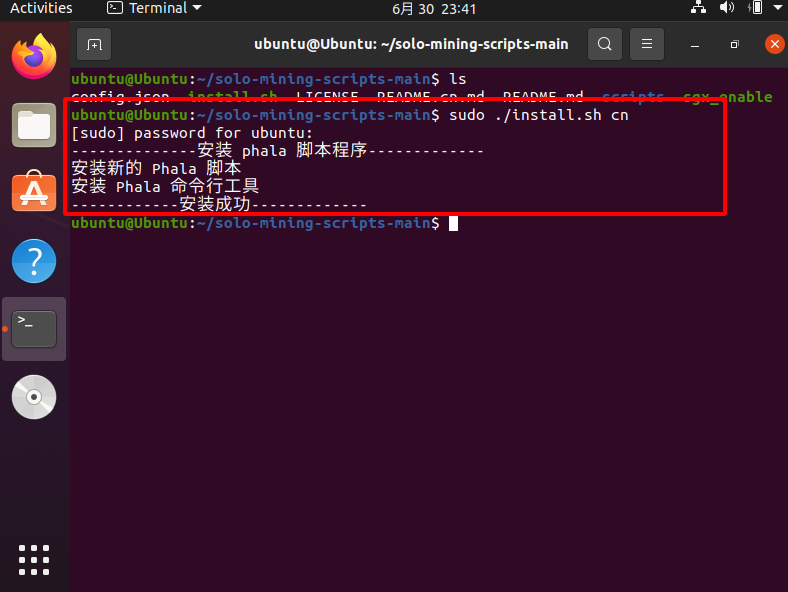 Activities
Terminal
6月 30 23:41
ubuntu@Ubuntu: ~/solo-mining-scripts-main
ubuntu@Ubuntu:~/solo-mining-scripts-main$ ls
config.json install.sh LICENSE README.cn.md README.md scripts sgx_enable
ubuntu@Ubuntu:~/solo-mining-scripts-main$ sudo ./install.sh cn
[sudo] password for ubuntu:
--------------安装 phala 脚本程序-------------
安装新的 Phala 脚本
安装 Phala 命令行工具
------------安装成功-------------
ubuntu@Ubuntu:~/solo-mining-scripts-main$